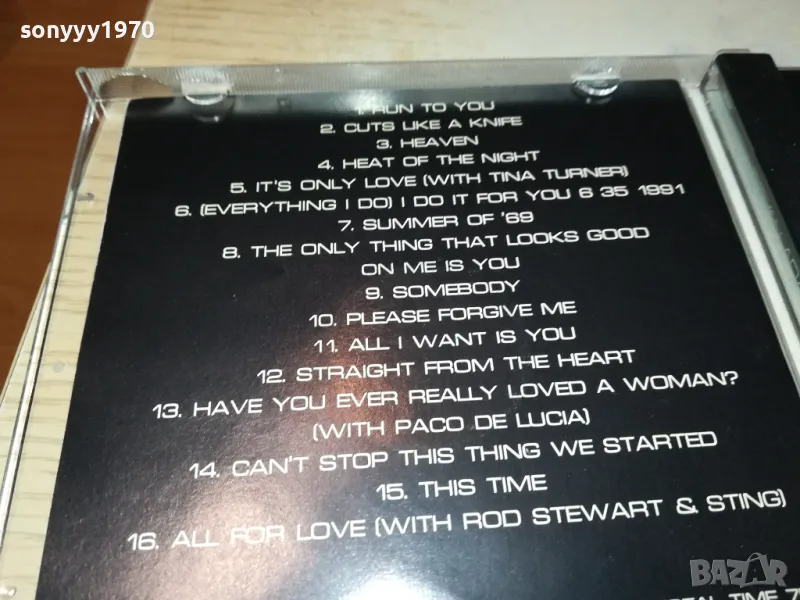 sonyyy1970
1. RUN TO YOU
2. CUTS LIKE A KNIFE
3. HEAVEN
4. HEAT OF THE NIGHT
5. IT'S ONLY LOVE (WITH TINA TURNER)
6. (EVERYTHING I DO) I DO IT FOR YOU 6 35 1991
7. SUMMER OF '69
8. THE ONLY THING THAT LOOKS GOOD
ON ME IS YOU
9. SOMEBODY
10. PLEASE FORGIVE ME
11. ALL I WANT IS YOU
12. STRAIGHT FROM THE HEART
13. HAVE YOU EVER REALLY LOVED A WOMAN?
(WITH PACO DE LUCIA)
14. CAN'T STOP THIS THING WE STARTED
15. THIS TIME
16. ALL FOR LOVE (WITH ROD STEWART & STING)
TIME 7
BAZAR